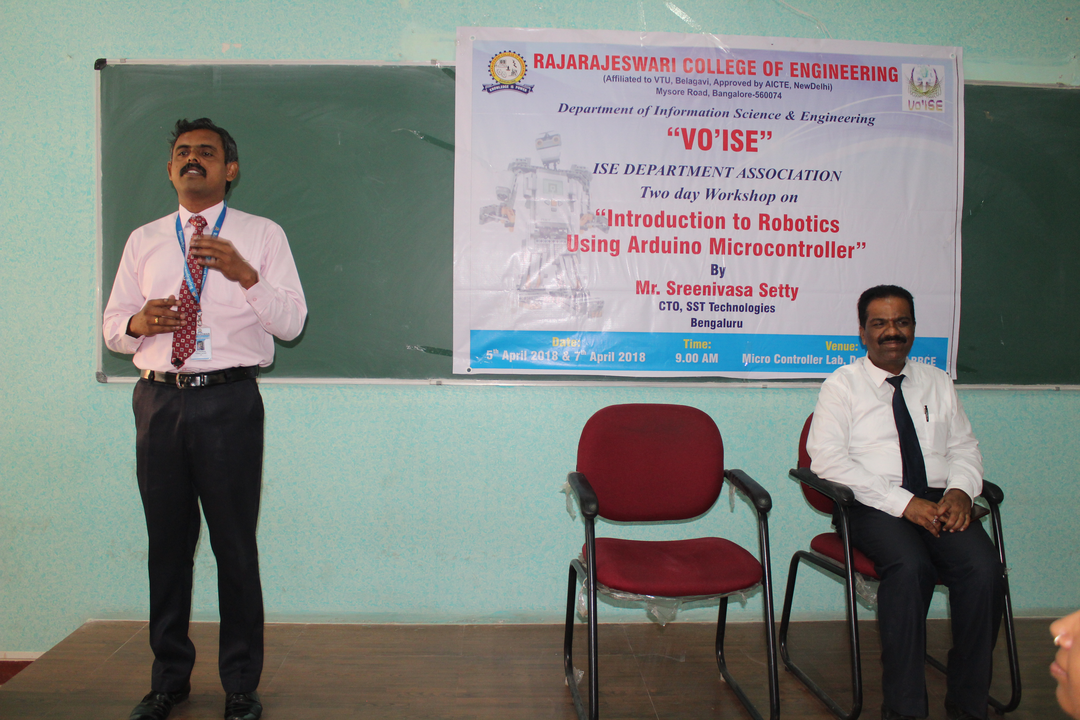 RAJARAJESWARI COLLEGE OF ENGINEERING
(Affiliated to VTU, Belagavi, Approved by AICTE, NewDelhi)
Mysore Road, Bangalore-560074
VO'ISE
Department of Information Science & Engineering
“VO'ISE”
ISE DEPARTMENT ASSOCIATION
Two day Workshop on
“Introduction to Robotics
Using Arduino Microcontroller”
By
Mr. Sreenivasa Setty
CTO, SST Technologies
Bengaluru
Date: Time: Venue:
5th April 2018 & 7th April 2018 9.00 AM Micro Controller Lab, RRCE